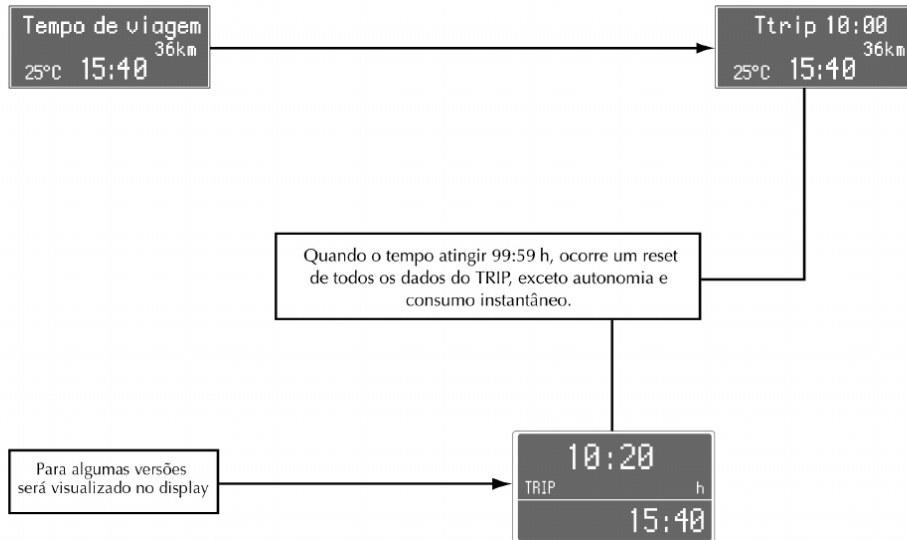 Tempo de viagem
36km
25ºC 15:40
Ttrip 10:00
36km
25ºC 15:40
Quando o tempo atingir 99:59 h, ocorre um reset
de todos os dados do TRIP, exceto autonomia e
consumo instantâneo.
Para algumas versões
será visualizado no display
10:20
TRIP h
15:40